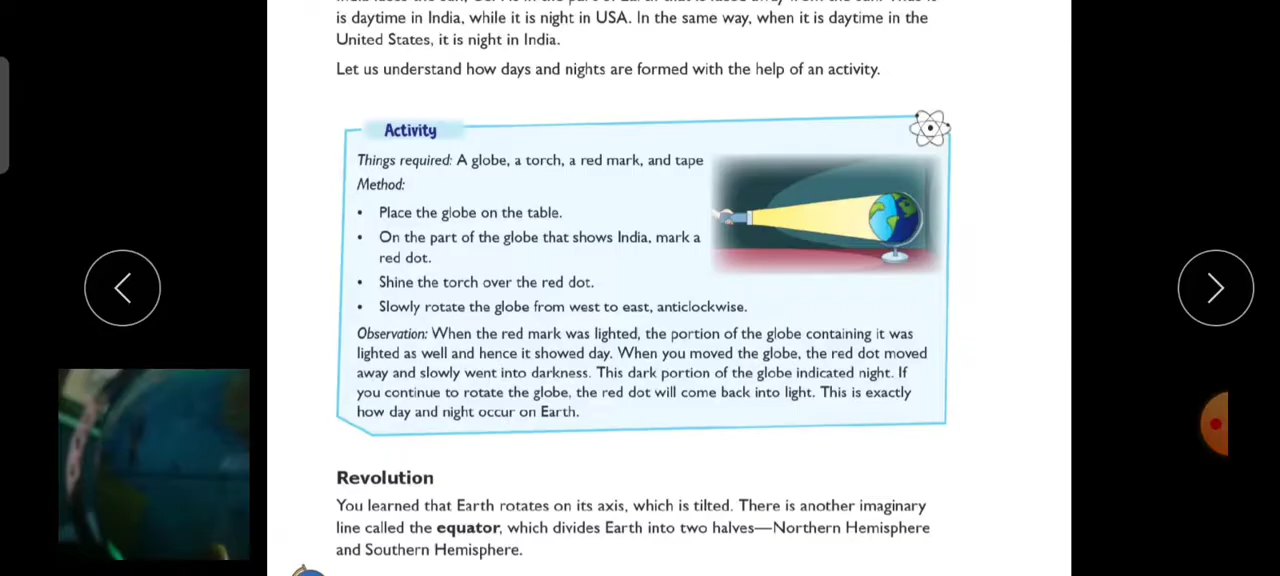 is daytime in India, while it is night in USA. In the same way, when it is daytime in the
United States, it is night in India.
Let us understand how days and nights are formed with the help of an activity.
Activity
Things required: A globe, a torch, a red mark, and tape
Method:
• Place the globe on the table.
• On the part of the globe that shows India, mark a
red dot.
• Shine the torch over the red dot.
• Slowly rotate the globe from west to east, anticlockwise.
Observation: When the red mark was lighted, the portion of the globe containing it was
lighted as well and hence it showed day. When you moved the globe, the red dot moved
away and slowly went into darkness. This dark portion of the globe indicated night. If
you continue to rotate the globe, the red dot will come back into light. This is exactly
how day and night occur on Earth.
Revolution
You learned that Earth rotates on its axis, which is tilted. There is another imaginary
line called the equator, which divides Earth into two halves—Northern Hemisphere
and Southern Hemisphere.